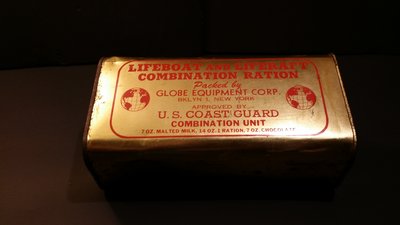 LIFEBOAT AND LIFERAFT
COMBINATION RATION
Packed by
GLOBE EQUIPMENT CORP.
BKLYN 1, NEW YORK
APPROVED BY
U.S. COAST GUARD
COMBINATION UNIT
7 OZ. MALTED MILK, 14 OZ. 1 RATION, 7 OZ. CHOCOLATE